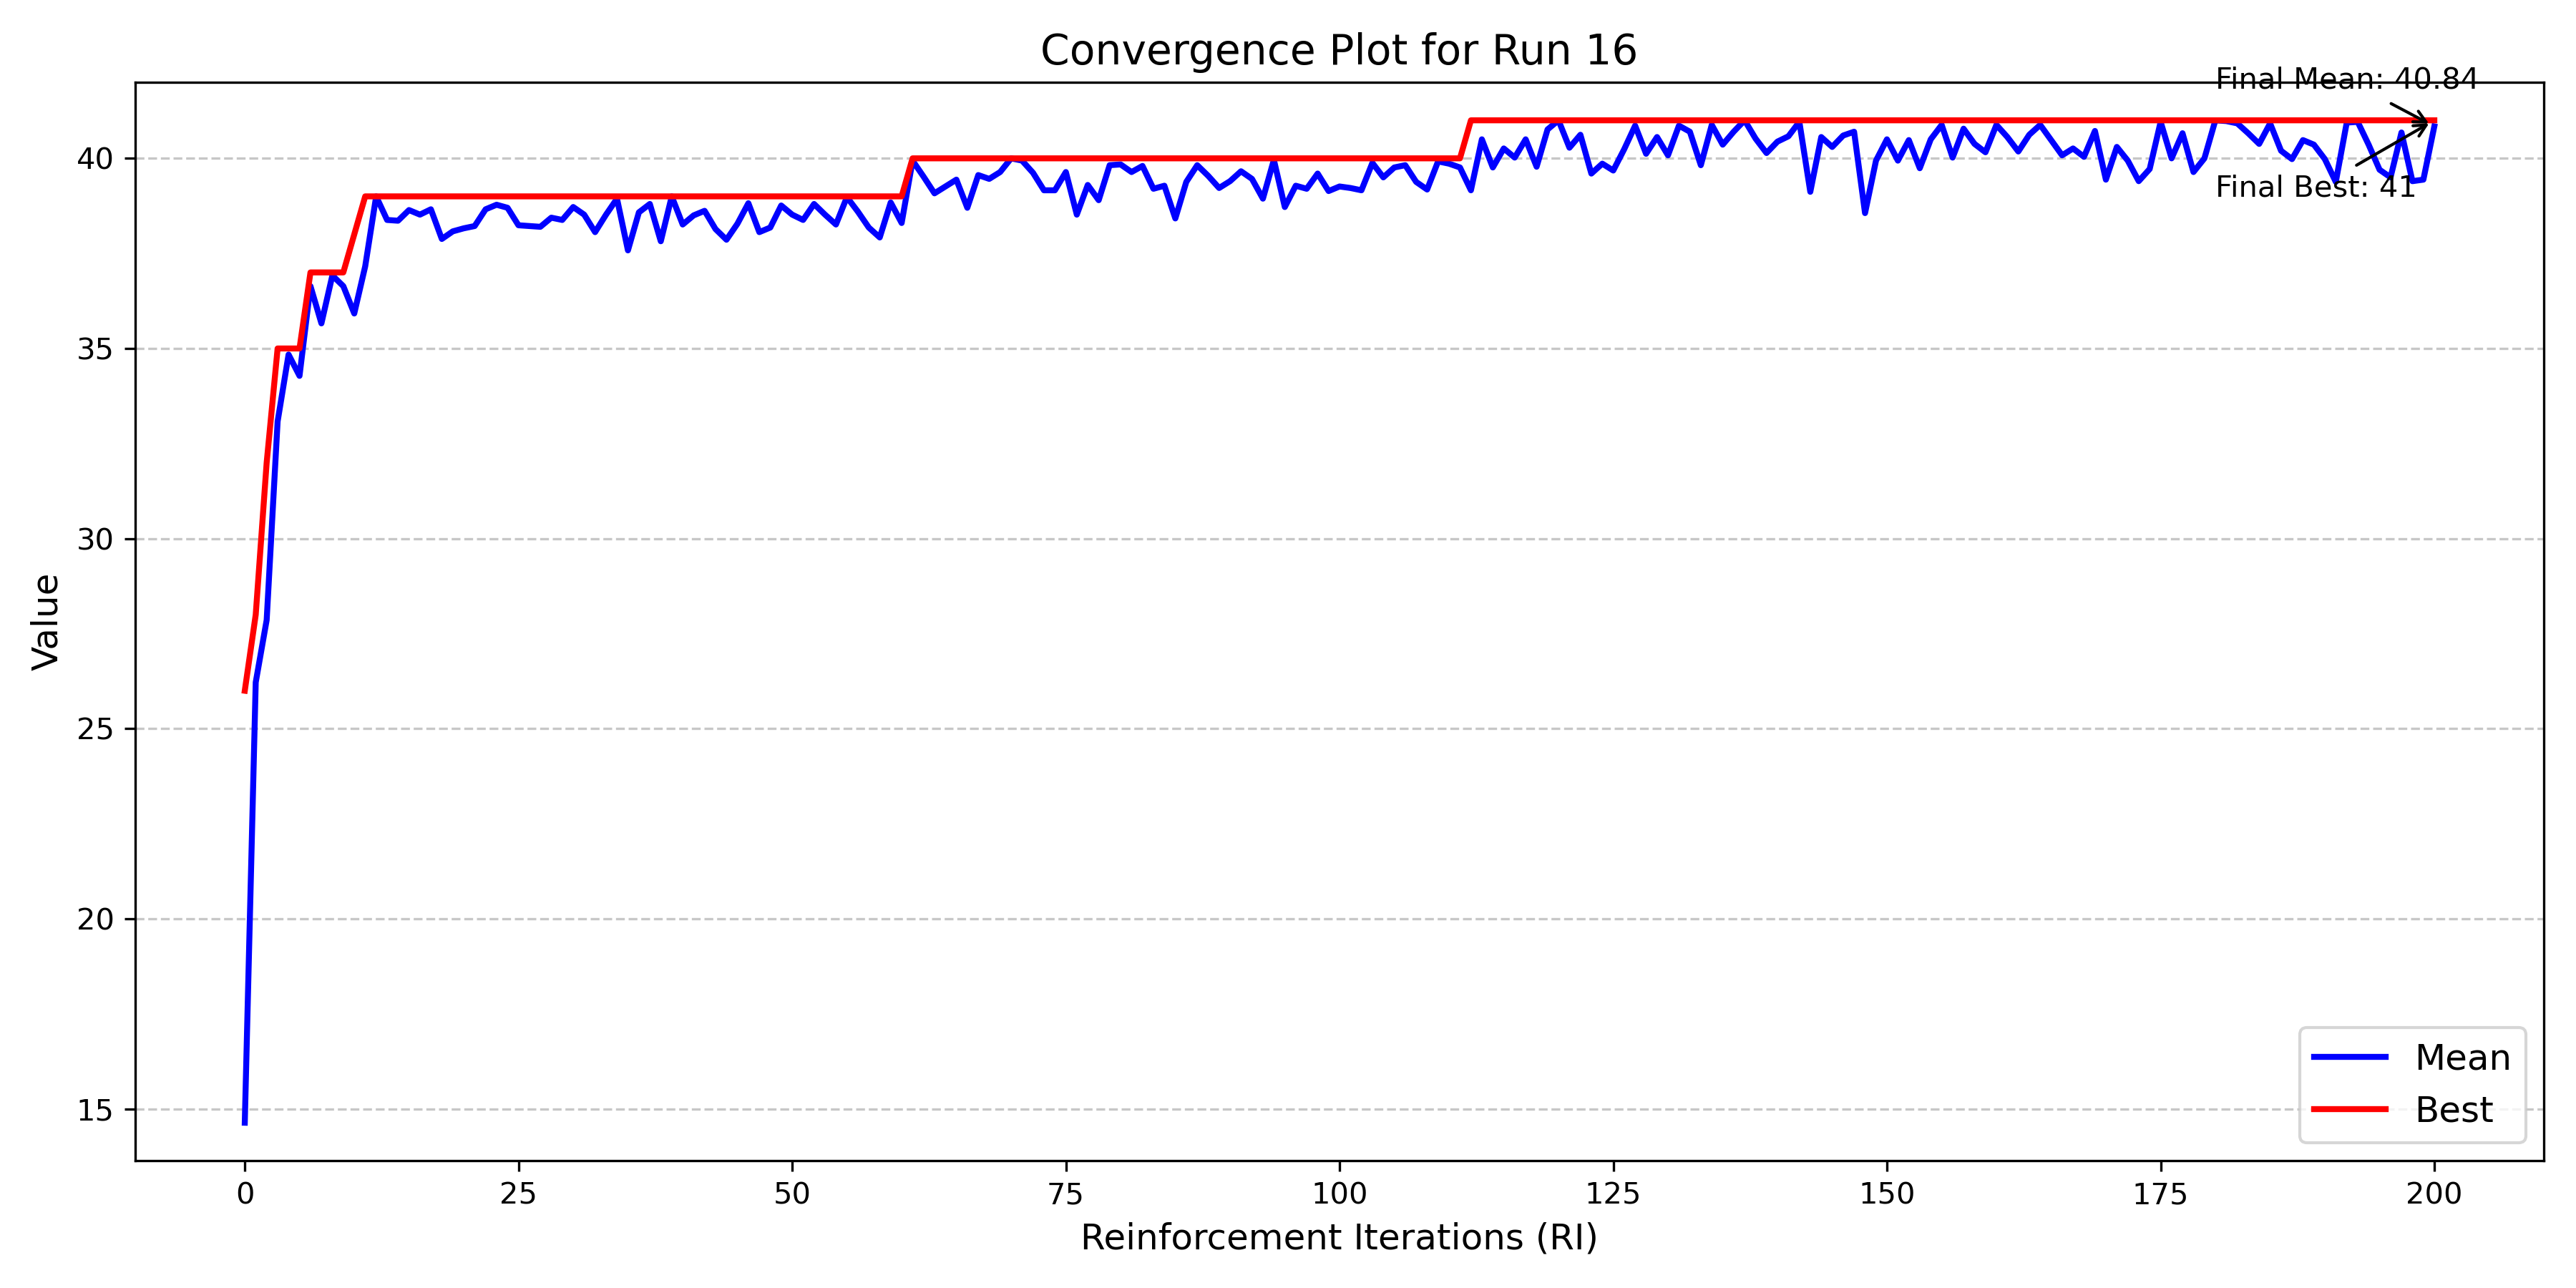 Convergence Plot for Run 16
Final Mean: 40.84
Final Best: 41
Value
40
35
30
25
20
15
Mean
Best
0 25 50 75 100 125 150 175 200
Reinforcement Iterations (RI)